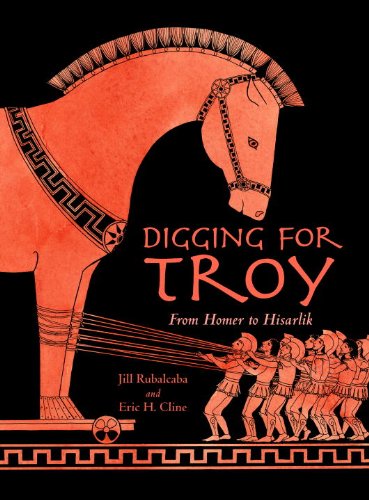 DIGGING FOR
TROY
From Homer to Hisarlik
Jill Rubalcaba
and
Eric H. Cline